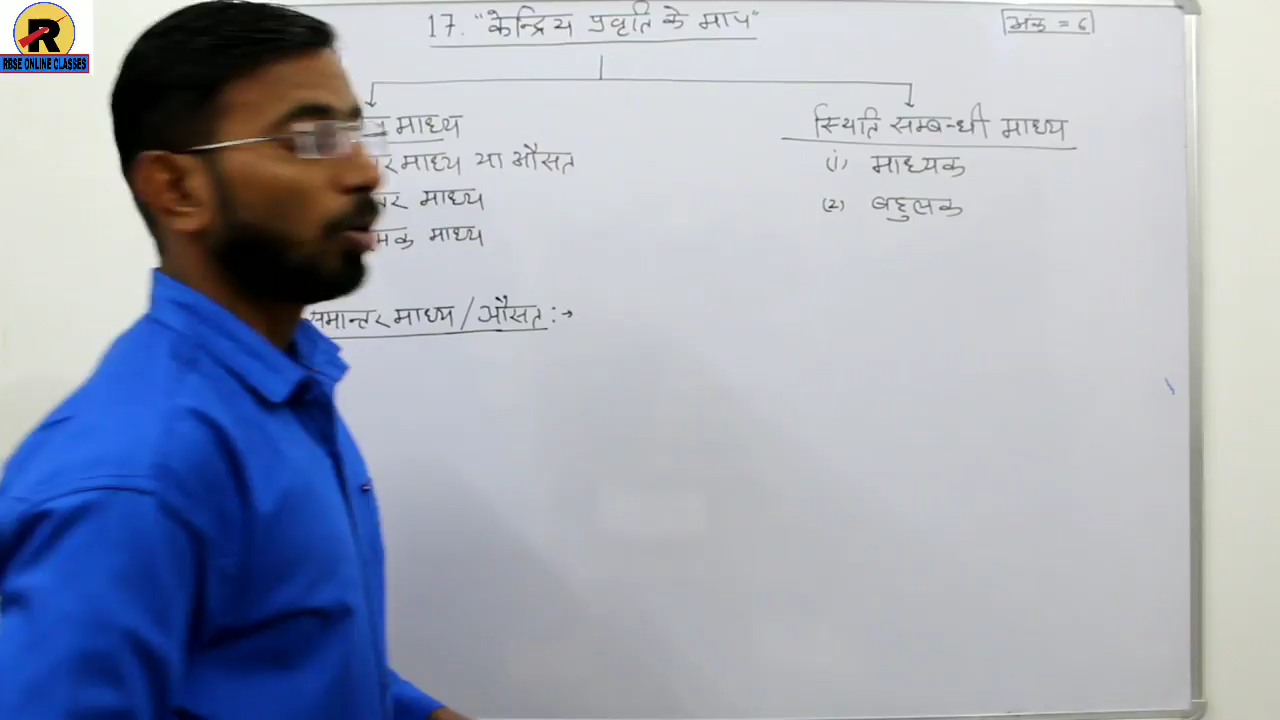 R
RBSE ONLINE CLASSES
17. "केन्द्रिय प्रवृति के माप"
अंक = 6
माध्य
स्थिति सम्बन्धी माध्य
माध्य या औसत
(1) माध्यक
माध्य
(2) बहुलक
माध्य
समान्तर माध्य / औसत :→